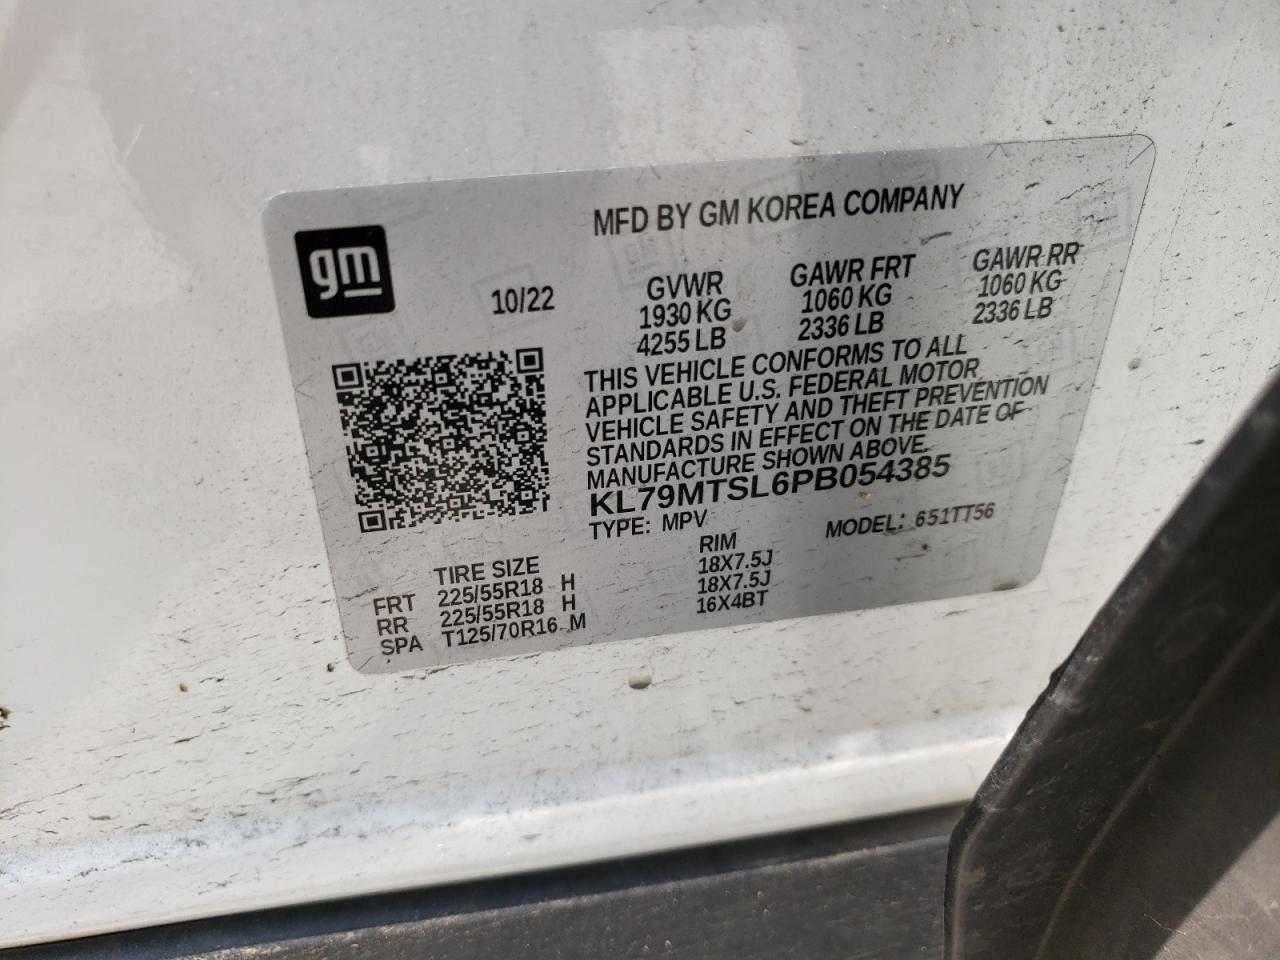 MFD BY GM KOREA COMPANY
gm
10/22
GVWR GAWR FRT GAWR RR
1930 KG 1060 KG 1060 KG
4255 LB 2336 LB 2336 LB
THIS VEHICLE CONFORMS TO ALL
APPLICABLE U.S. FEDERAL MOTOR
VEHICLE SAFETY AND THEFT PREVENTION
STANDARDS IN EFFECT ON THE DATE OF
MANUFACTURE SHOWN ABOVE.
KL79MTSL6PB054385
TYPE: MPV MODEL: 651TT56
TIRE SIZE RIM
FRT 225/55R18 H 18X7.5J
RR 225/55R18 H 18X7.5J
SPA T125/70R16 M 16X4BT